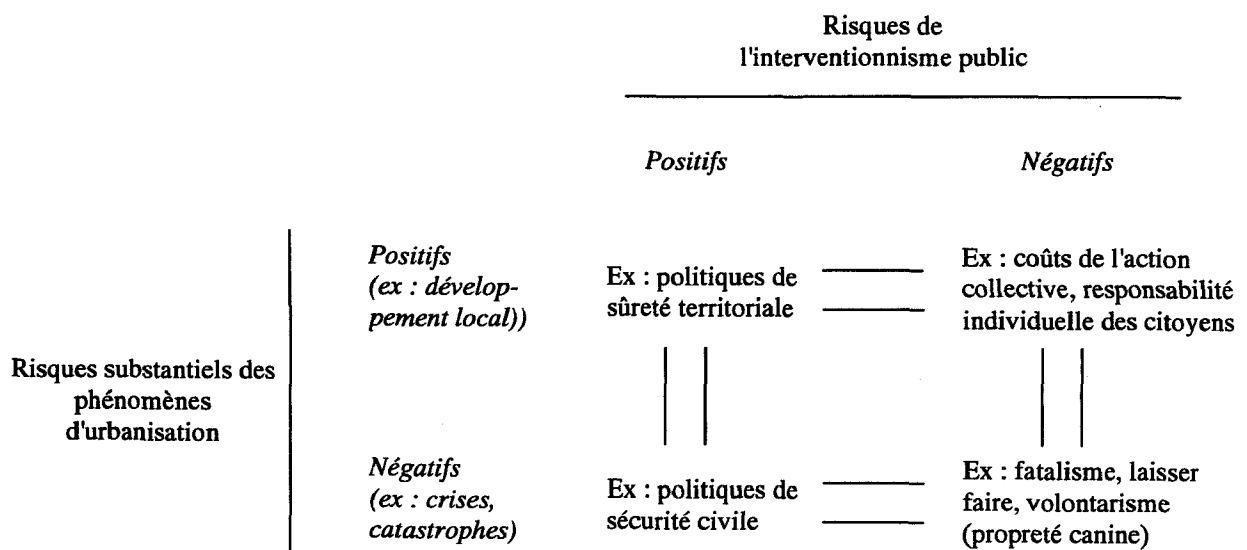 Risques de
l'interventionnisme public
Positifs
Négatifs
Positifs
(ex : dévelop-
pement local))
Ex : politiques de
sûreté territoriale
Ex : coûts de l'action
collective, responsabilité
individuelle des citoyens
Risques substantiels des
phénomènes
d'urbanisation
Négatifs
(ex : crises,
catastrophes)
Ex : politiques de
sécurité civile
Ex : fatalisme, laisser
faire, volontarisme
(propreté canine)